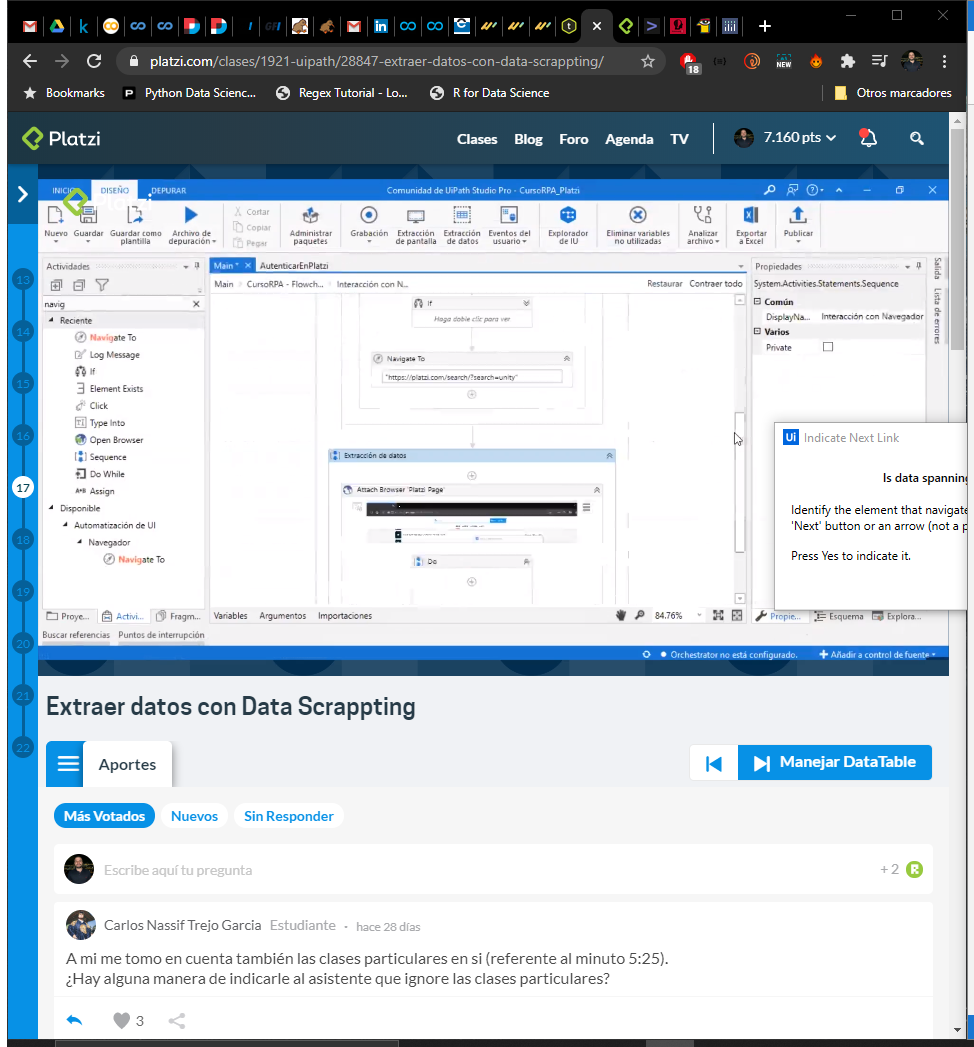 platzi.com/clases/1921-uipath/28847-extraer-datos-con-data-scrappting/
18
NEW
Bookmarks
Python Data Scienc...
Regex Tutorial - Lo...
R for Data Science
Otros marcadores
Platzi
Clases
Blog
Foro
Agenda
TV
7.160 pts
DISEÑO
DEPURAR
Comunidad de UiPath Studio Pro - CursoRPA_Platzi
Nuevo
Guardar
Guardar como plantilla
Archivo de depuración
Cortar
Copiar
Pegar
Administrar paquetes
Grabación
Extracción de pantalla
Extracción de datos
Eventos del usuario
Explorador de IU
Eliminar variables no utilizadas
Analizar archivo
Exportar a Excel
Publicar
Actividades
Main *
AutenticarEnPlatzi
Propiedades
Salida
Lista de errores
Main
CursoRPA - Flowch...
Interacción con N...
Restaurar
Contraer todo
System.Activities.Statements.Sequence
navig
Común
DisplayNa...
Interacción con Navegador
Varios
Private
Reciente
Navigate To
Log Message
If
Element Exists
Click
Type Into
Open Browser
Sequence
Do While
Assign
Disponible
Automatización de UI
Navegador
Navigate To
If
Haga doble clic para ver
Navigate To
"https://platzi.com/search/?search=unity"
Extracción de datos
Attach Browser 'Platzi Page'
Do
Ui Indicate Next Link
Is data spanning
Identify the element that navigate
'Next' button or an arrow (not a p
Press Yes to indicate it.
Proye...
Activi...
Fragm...
Variables
Argumentos
Importaciones
84.76%
Propie...
Esquema
Explora...
Buscar referencias
Puntos de interrupción
Orchestrator no está configurado.
Añadir a control de fuente
13
14
15
16
17
18
19
20
21
22
Extraer datos con Data Scrappting
Aportes
Manejar DataTable
Más Votados
Nuevos
Sin Responder
Escribe aquí tu pregunta
+ 2
Carlos Nassif Trejo Garcia Estudiante · hace 28 días
A mi me tomo en cuenta también las clases particulares en si (referente al minuto 5:25).
¿Hay alguna manera de indicarle al asistente que ignore las clases particulares?
3